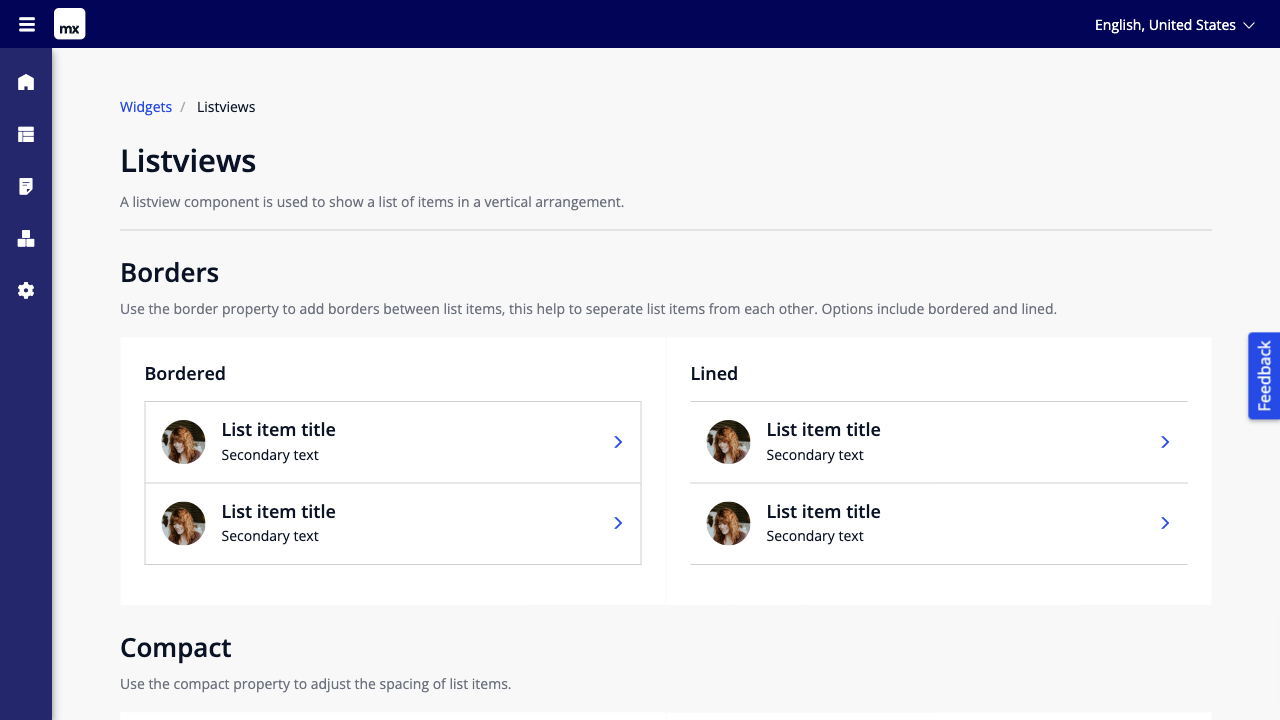 mx
English, United States
Widgets / Listviews
Listviews
A listview component is used to show a list of items in a vertical arrangement.
Borders
Use the border property to add borders between list items, this help to seperate list items from each other. Options include bordered and lined.
Bordered
List item title
Secondary text
List item title
Secondary text
Lined
List item title
Secondary text
List item title
Secondary text
Feedback
Compact
Use the compact property to adjust the spacing of list items.